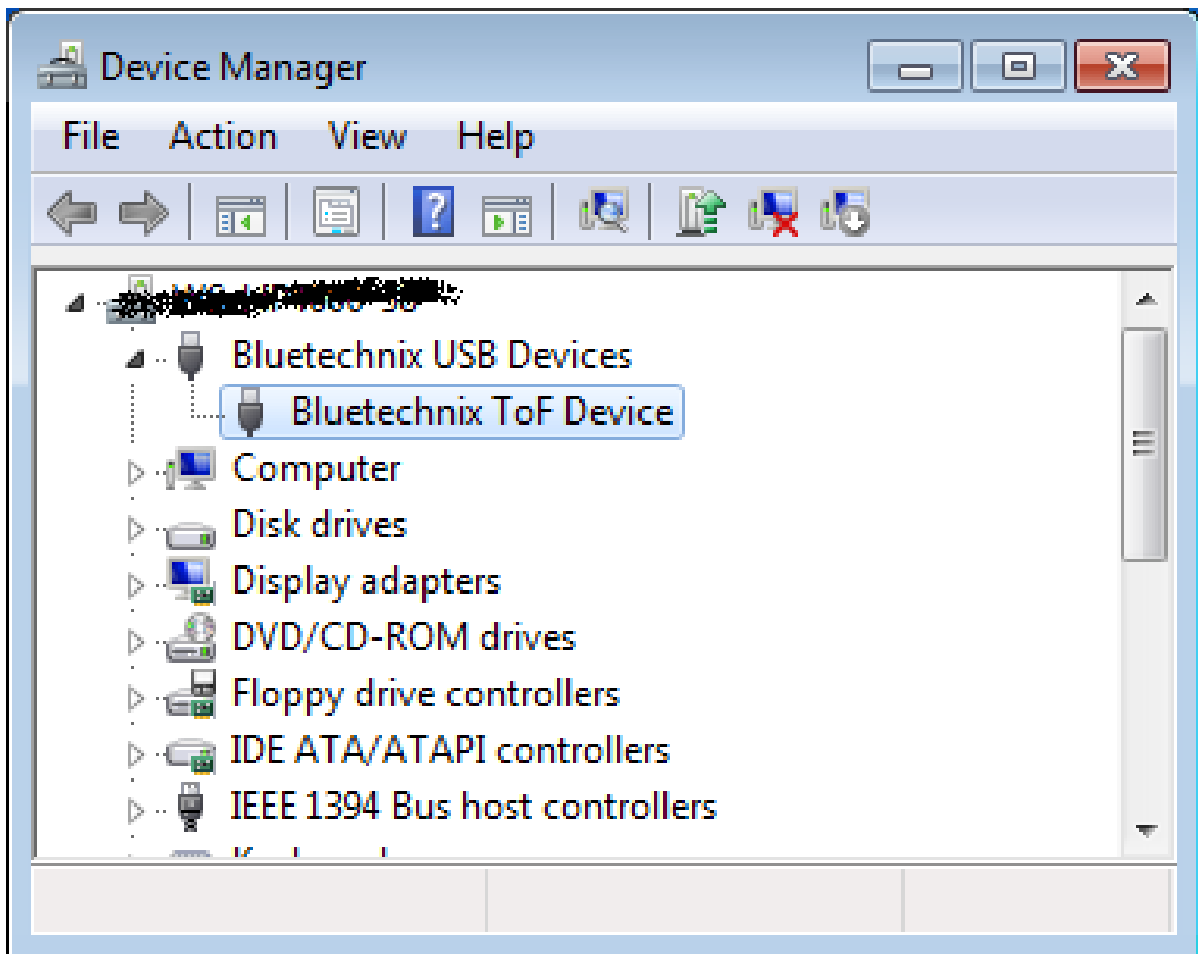 Device Manager
File Action View Help
Bluetechnix USB Devices
Bluetechnix ToF Device
Computer
Disk drives
Display adapters
DVD/CD-ROM drives
Floppy drive controllers
IDE ATA/ATAPI controllers
IEEE 1394 Bus host controllers